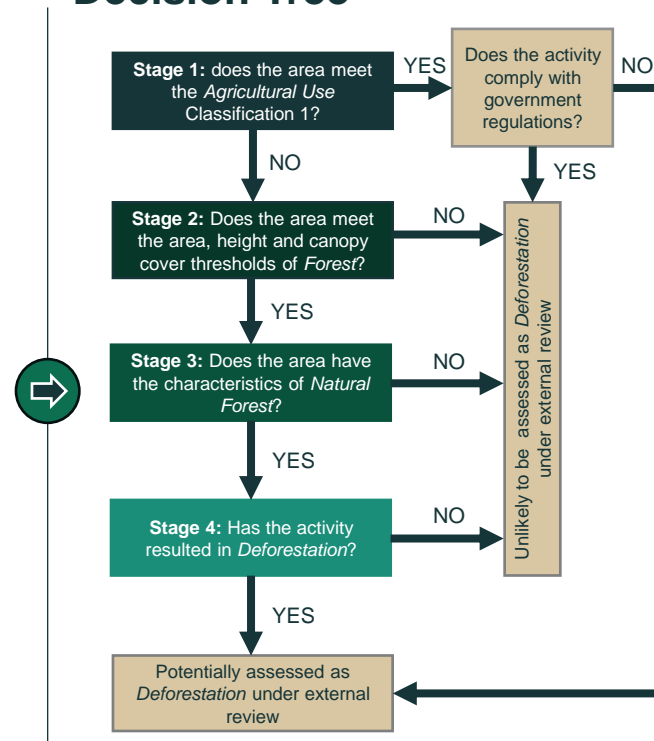 Decision Tree
Stage 1: does the area meet
the Agricultural Use
Classification 1?
YES
Does the activity
comply with
government
regulations?
NO
YES
NO
Stage 2: Does the area meet
the area, height and canopy
cover thresholds of Forest?
NO
YES
Stage 3: Does the area have
the characteristics of Natural
Forest?
NO
YES
Stage 4: Has the activity
resulted in Deforestation?
NO
Unlikely to be assessed as Deforestation
under external review
YES
Potentially assessed as
Deforestation under external
review